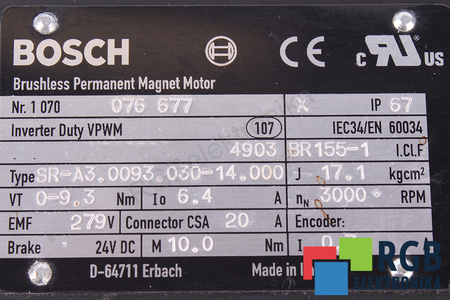 BOSCH CE c UR US
Brushless Permanent Magnet Motor
Nr. 1 070 076 677 X IP 67
Inverter Duty VPWM 107 IEC34/EN 60034
4903 BR155-1 I.CI.F
Type SR-A3.0093.030-14.000 J 17.1 kgcm²
VT 0-9.3 Nm Io 6.4 A nN 3000 RPM
EMF 279V Connector CSA 20 A Encoder:
Brake 24V DC M 10.0 Nm I A
D-64711 Erbach Made in
RGB
ELEKTRONIKA